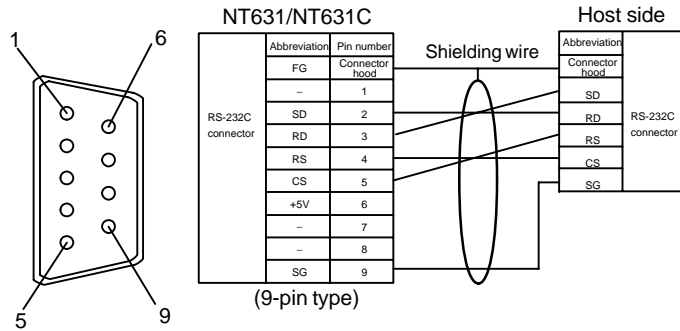 NT631/NT631C
Host side
1
6
5
9
Shielding wire
RS-232C
connector
Abbreviation Pin number
FG Connector
hood
– 1
SD 2
RD 3
RS 4
CS 5
+5V 6
– 7
– 8
SG 9
(9-pin type)
Abbreviation
Connector
hood
SD
RD
RS
CS
SG
RS-232C
connector